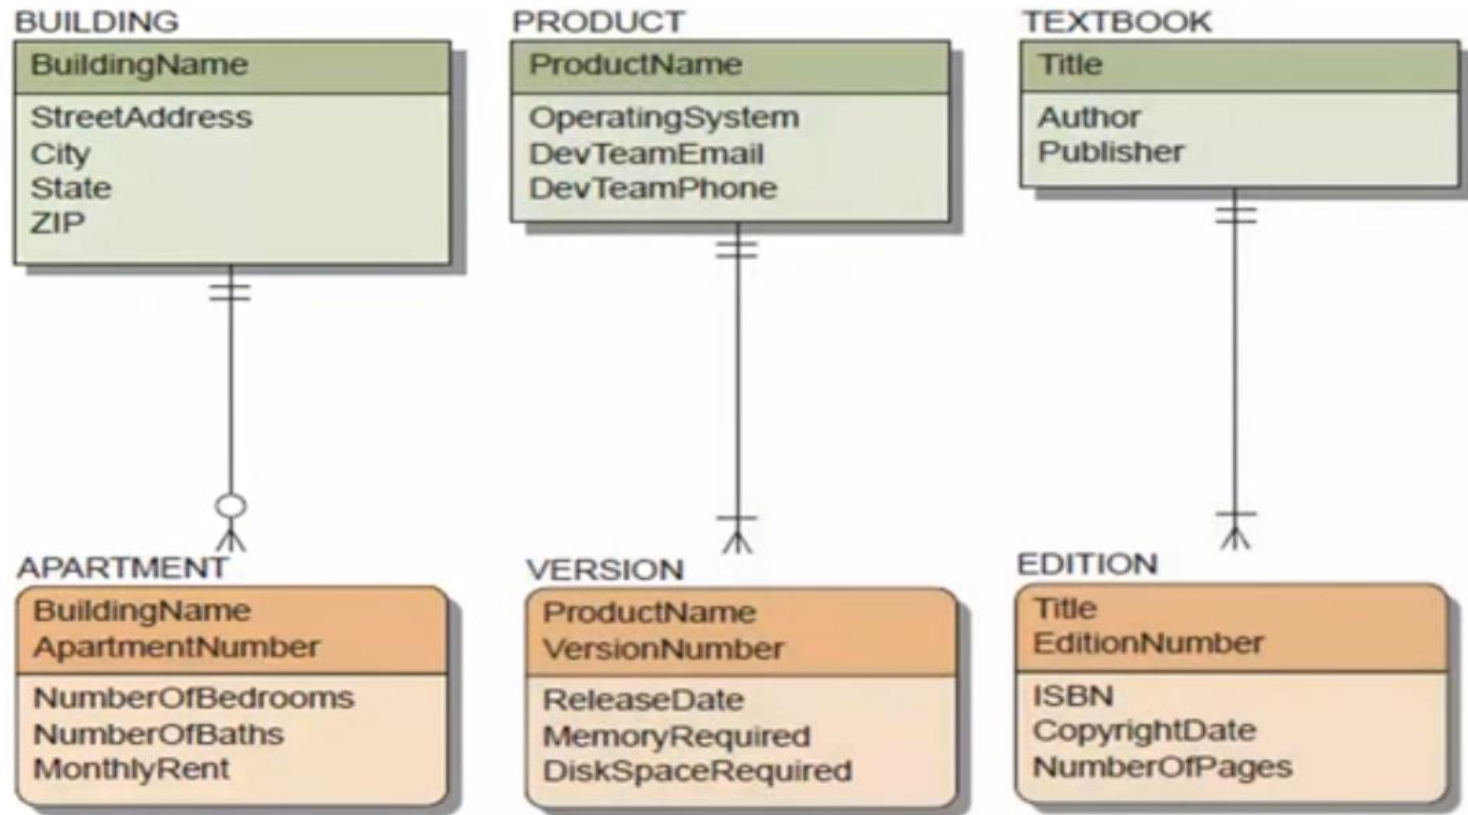 BUILDING
BuildingName
StreetAddress
City
State
ZIP
PRODUCT
ProductName
OperatingSystem
DevTeamEmail
DevTeamPhone
TEXTBOOK
Title
Author
Publisher
APARTMENT
BuildingName
ApartmentNumber
NumberOfBedrooms
NumberOfBaths
MonthlyRent
VERSION
ProductName
VersionNumber
ReleaseDate
MemoryRequired
DiskSpaceRequired
EDITION
Title
EditionNumber
ISBN
CopyrightDate
NumberOfPages